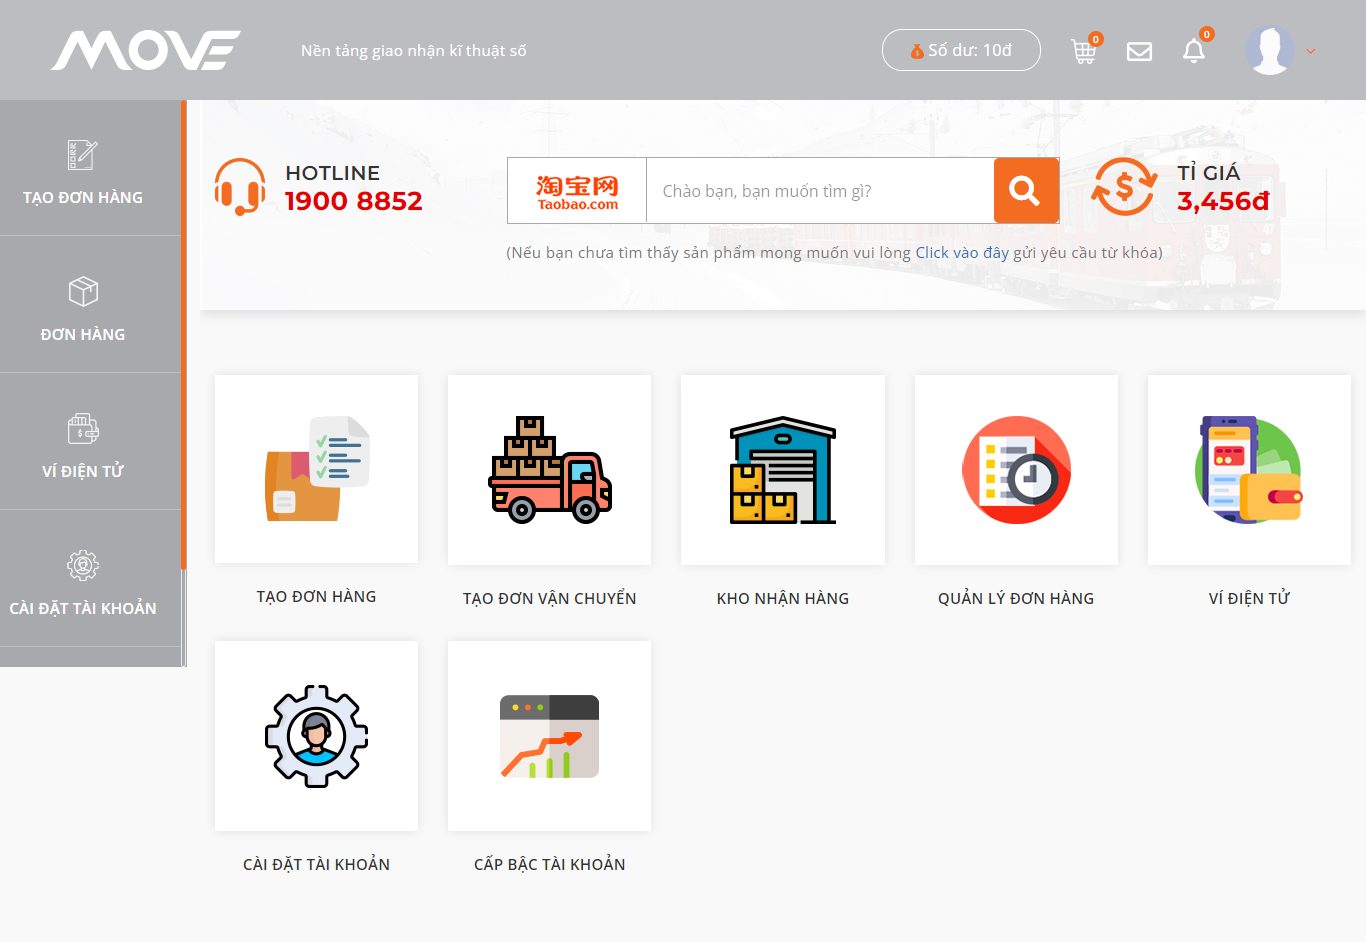 MOVE
Nền tảng giao nhận kĩ thuật số
Số dư: 10đ
0
0
TẠO ĐƠN HÀNG
ĐƠN HÀNG
VÍ ĐIỆN TỬ
CÀI ĐẶT TÀI KHOẢN
HOTLINE
1900 8852
淘宝网
Taobao.com
Chào bạn, bạn muốn tìm gì?
TỈ GIÁ
3,456đ
(Nếu bạn chưa tìm thấy sản phẩm mong muốn vui lòng Click vào đây gửi yêu cầu từ khóa)
TẠO ĐƠN HÀNG
TẠO ĐƠN VẬN CHUYỂN
KHO NHẬN HÀNG
QUẢN LÝ ĐƠN HÀNG
VÍ ĐIỆN TỬ
CÀI ĐẶT TÀI KHOẢN
CẤP BẬC TÀI KHOẢN